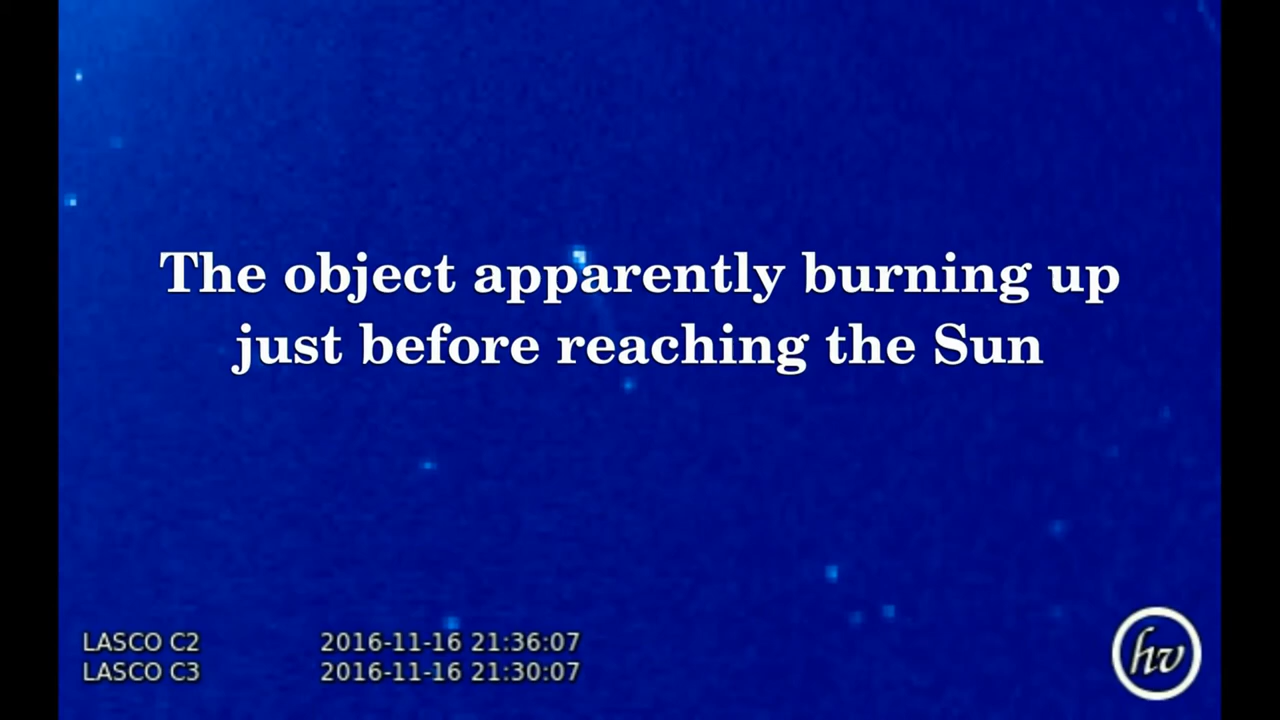 The object apparently burning up
just before reaching the Sun
LASCO C2 2016-11-16 21:36:07
LASCO C3 2016-11-16 21:30:07
hv